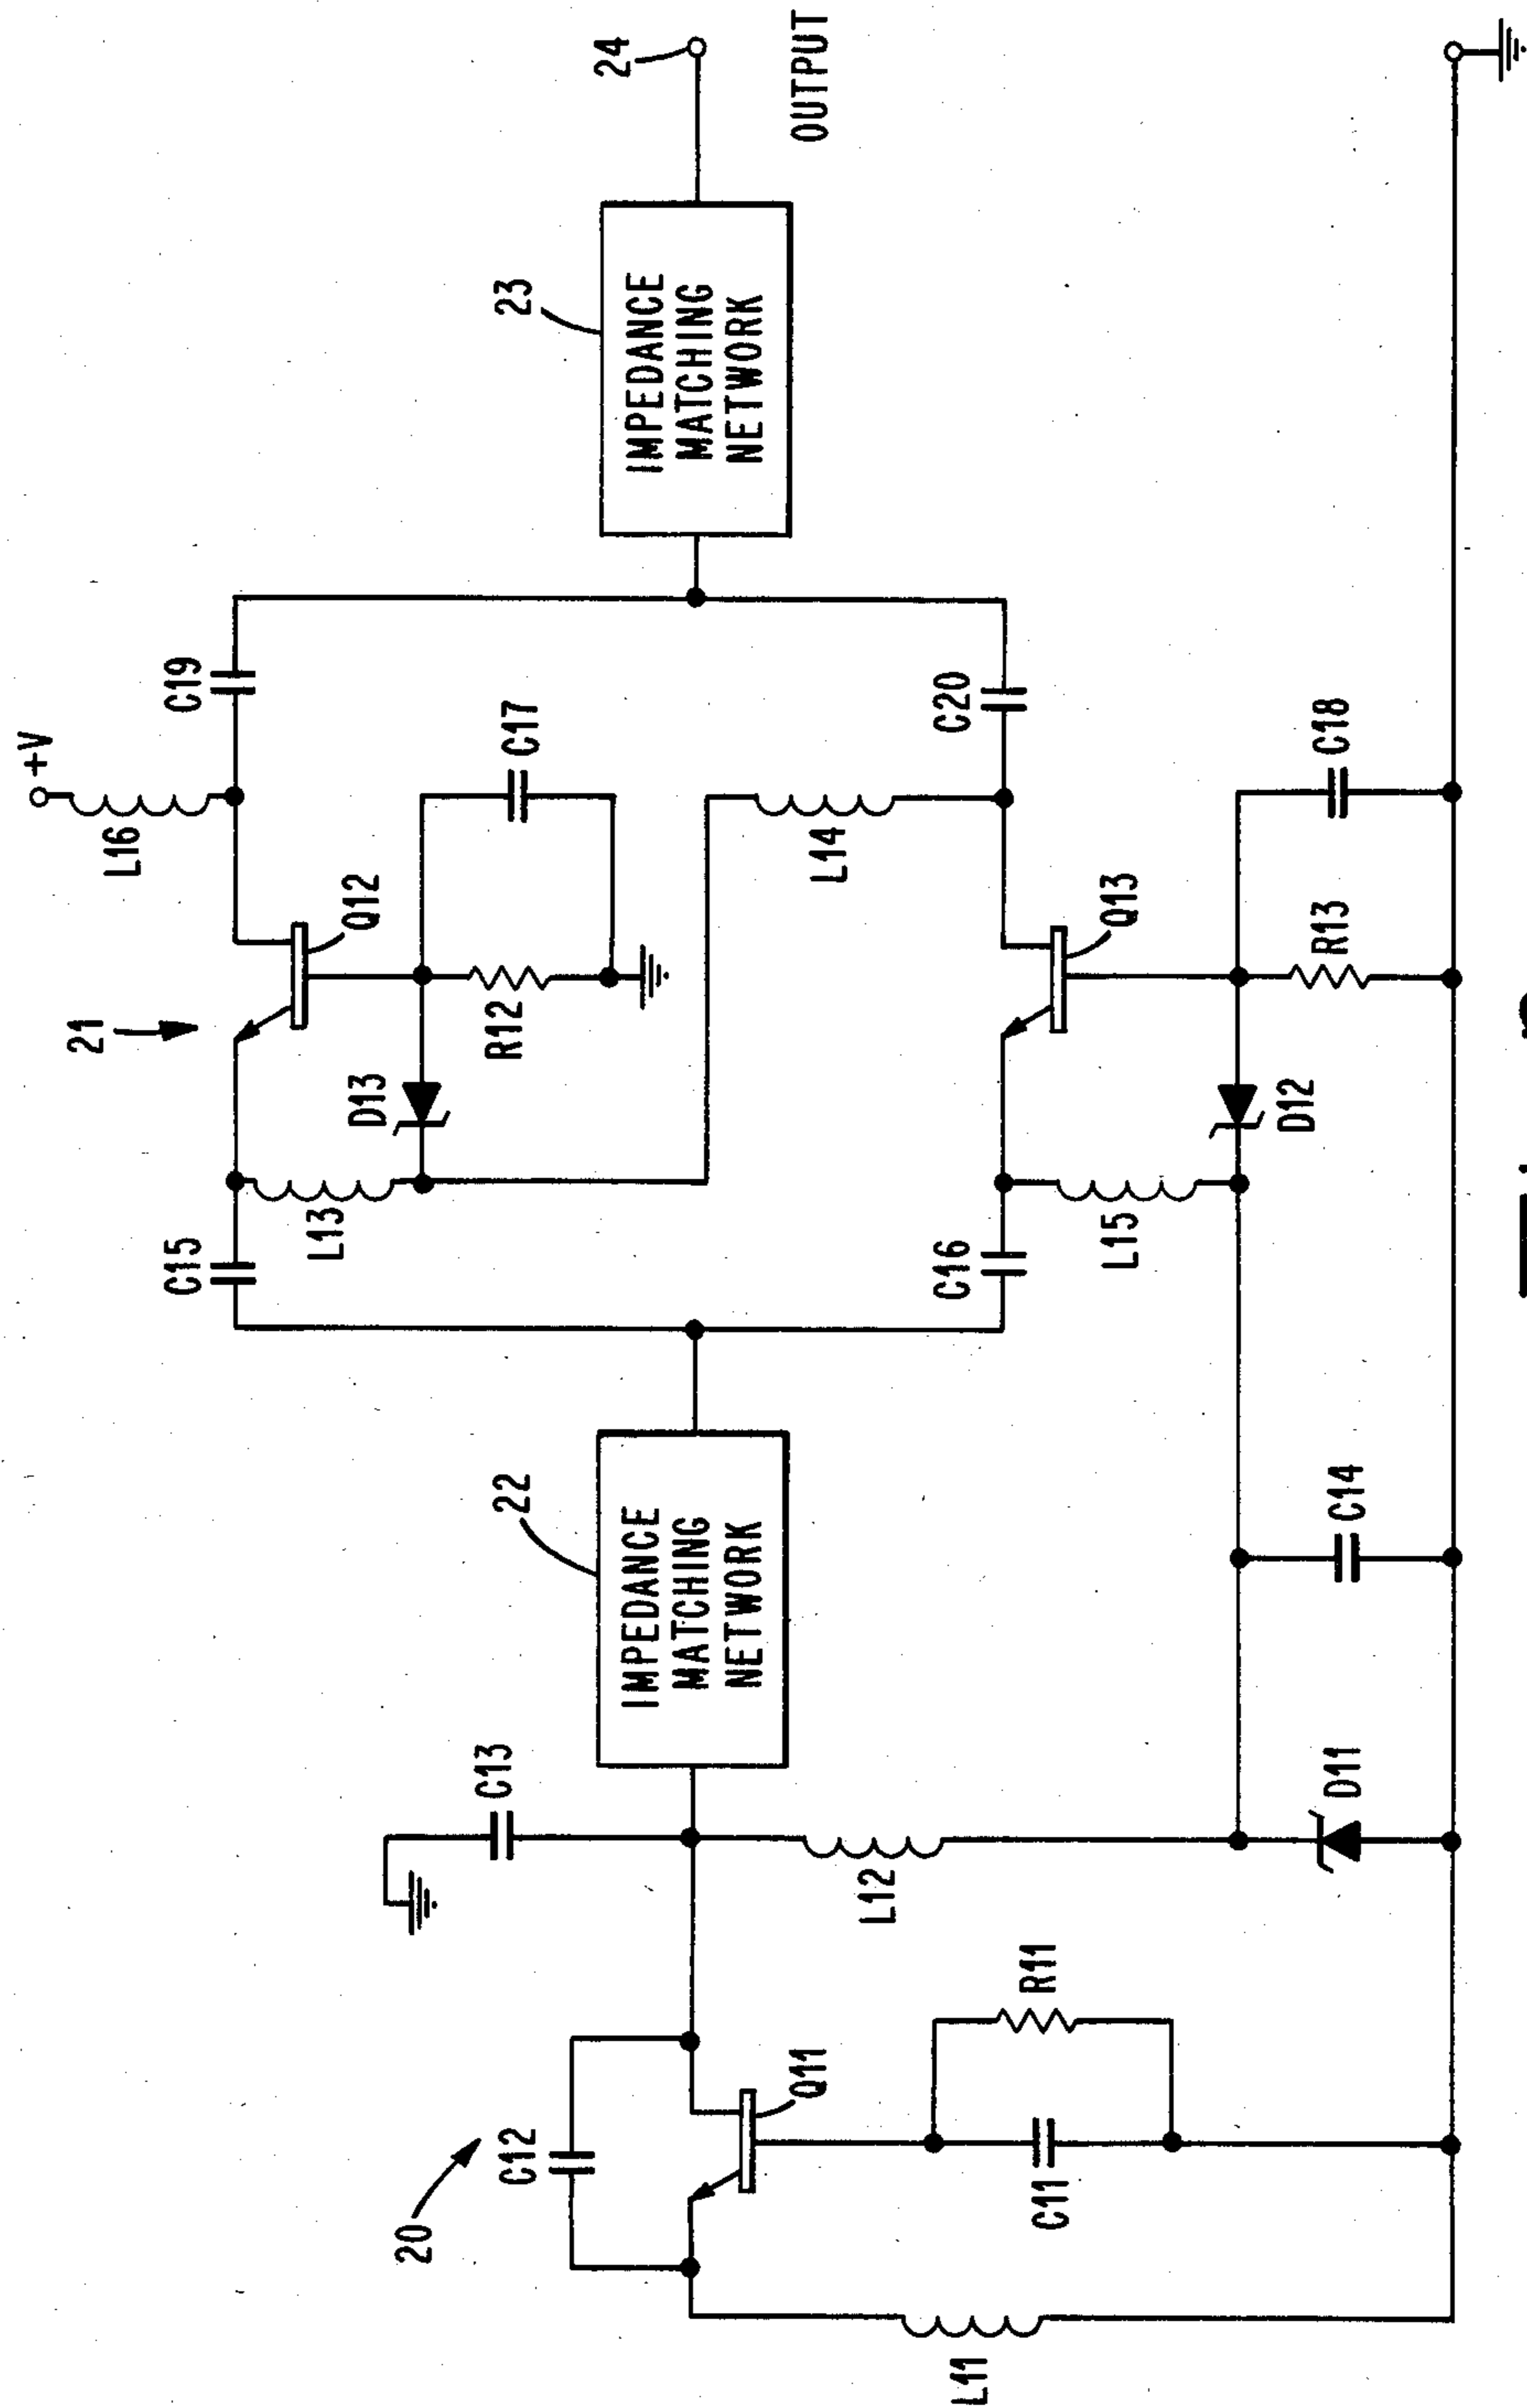 +V
L16
C19
21
Q12
C15
L13
D13
R12
C17
23
IMPEDANCE
MATCHING
NETWORK
24
OUTPUT
20
C12
Q11
C13
22
IMPEDANCE
MATCHING
NETWORK
L14
C20
C16
Q13
L15
D12
R13
C18
L11
C11
R11
L12
D11
C14